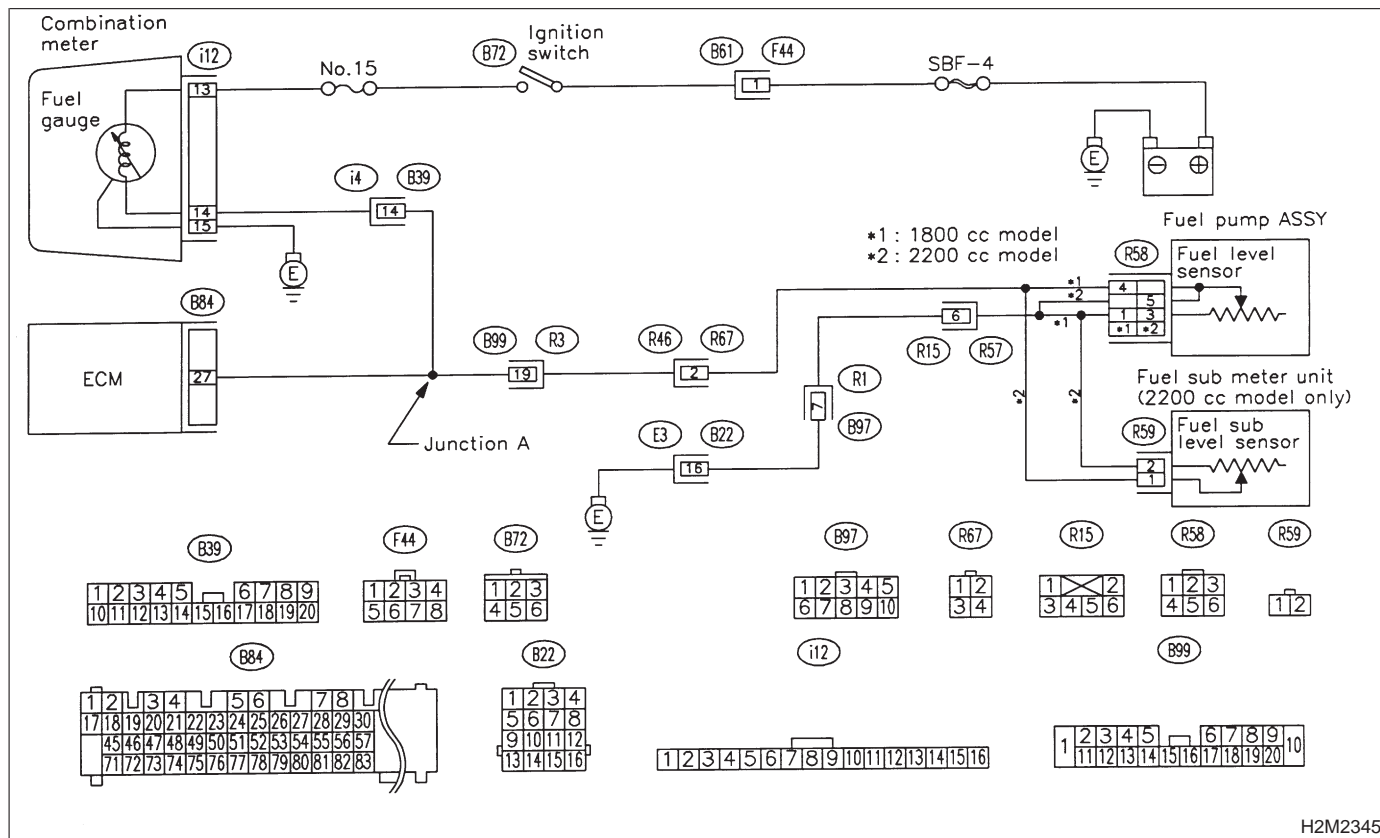 Combination
meter
i12
No.15
B72
Ignition
switch
B61
F44
SBF-4
13
1
Fuel
gauge
E
⊖ ⊕
i4
B39
14
14
15
E
Fuel pump ASSY
*1 : 1800 cc model
*2 : 2200 cc model
R58
Fuel level
sensor
*1
*2
*1
4
5
1 3
*1 *2
B84
ECM
27
B99
R3
19
R46
R67
2
6
R15
R57
R1
7
B97
Junction A
E3
B22
16
E
*2
*2
Fuel sub meter unit
(2200 cc model only)
R59
Fuel sub
level sensor
2
1
B39
1 2 3 4 5 6 7 8 9
10 11 12 13 14 15 16 17 18 19 20
F44
1 2 3 4
5 6 7 8
B72
1 2 3
4 5 6
B97
1 2 3 4 5
6 7 8 9 10
R67
1 2
3 4
R15
1 2
3 4 5 6
R58
1 2 3
4 5 6
R59
1 2
B84
1 2 3 4 5 6 7 8
17 18 19 20 21 22 23 24 25 26 27 28 29 30
45 46 47 48 49 50 51 52 53 54 55 56 57
71 72 73 74 75 76 77 78 79 80 81 82 83
B22
1 2 3 4
5 6 7 8
9 10 11 12
13 14 15 16
i12
1 2 3 4 5 6 7 8 9 10 11 12 13 14 15 16
B99
1 2 3 4 5 6 7 8 9 10
11 12 13 14 15 16 17 18 19 20
H2M2345